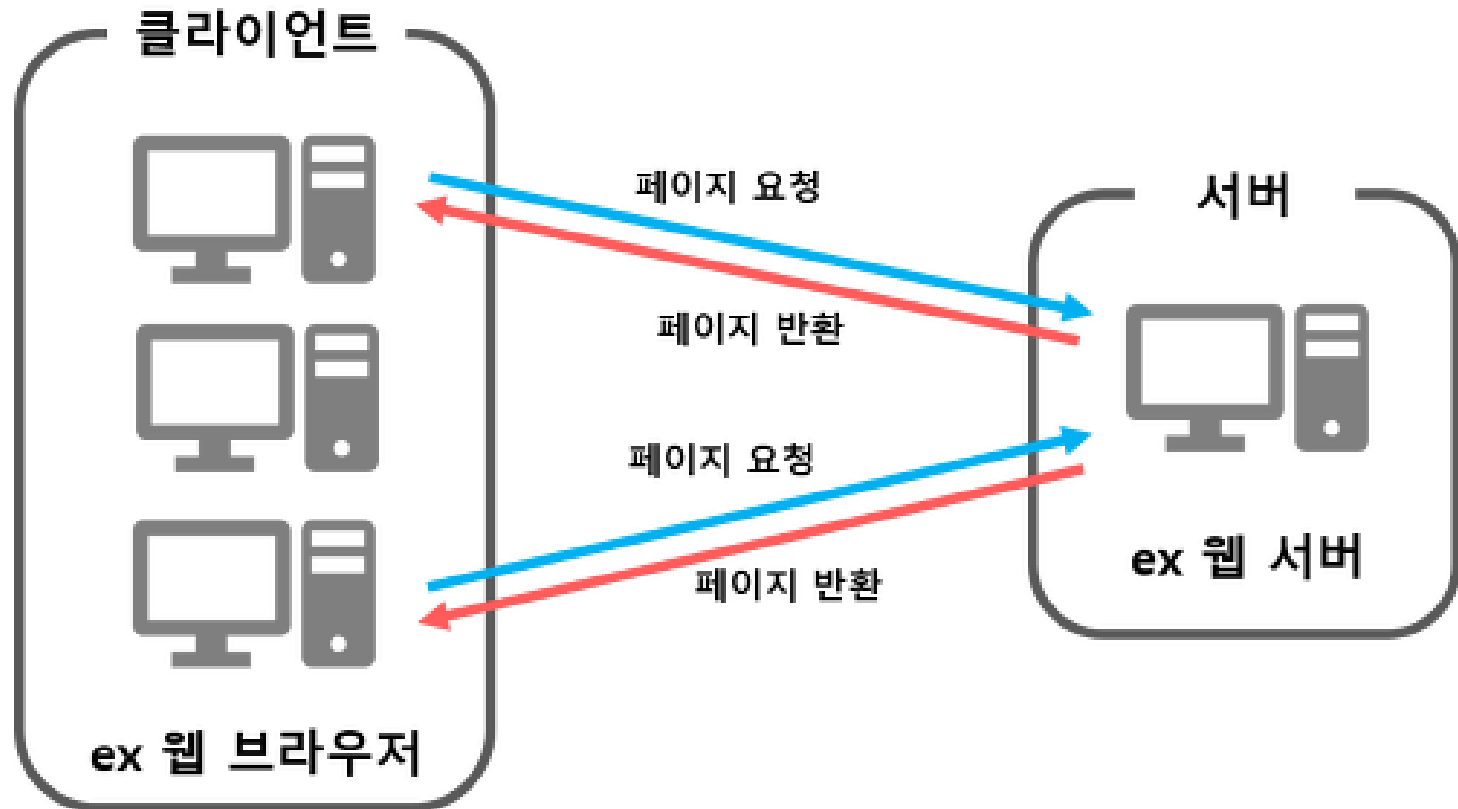 클라이언트
서버
페이지 요청
페이지 반환
페이지 요청
페이지 반환
ex 웹 서버
ex 웹 브라우저